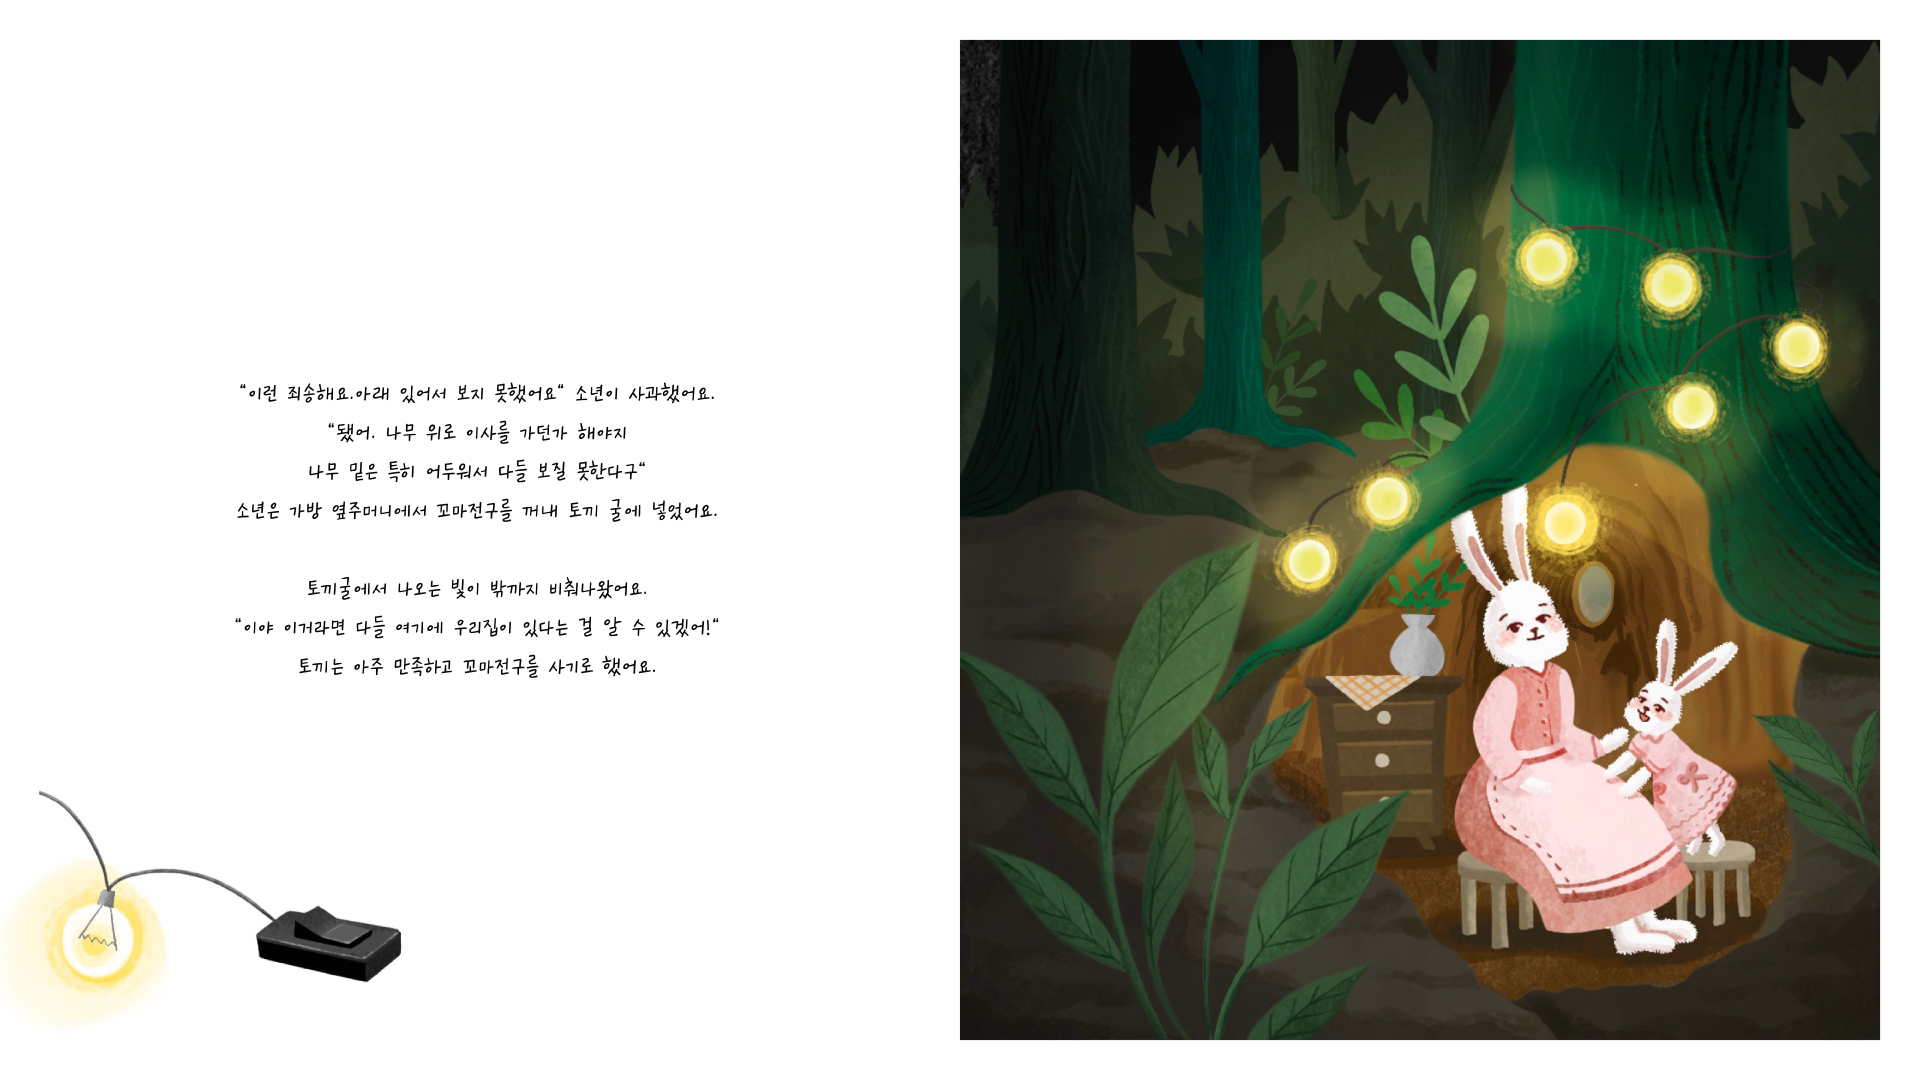 “이런 죄송해요.아래 있어서 보지 못했어요“ 소년이 사과했어요.
“됐어. 나무 위로 이사를 가던가 해야지
나무 밑은 특히 어두워서 다들 보질 못한다구“
소년은 가방 옆주머니에서 꼬마전구를 꺼내 토끼 굴에 넣었어요.
토끼굴에서 나오는 빛이 밖까지 비춰나왔어요.
“이야 이거라면 다들 여기에 우리집이 있다는 걸 알 수 있겠어!“
토끼는 아주 만족하고 꼬마전구를 사기로 했어요.